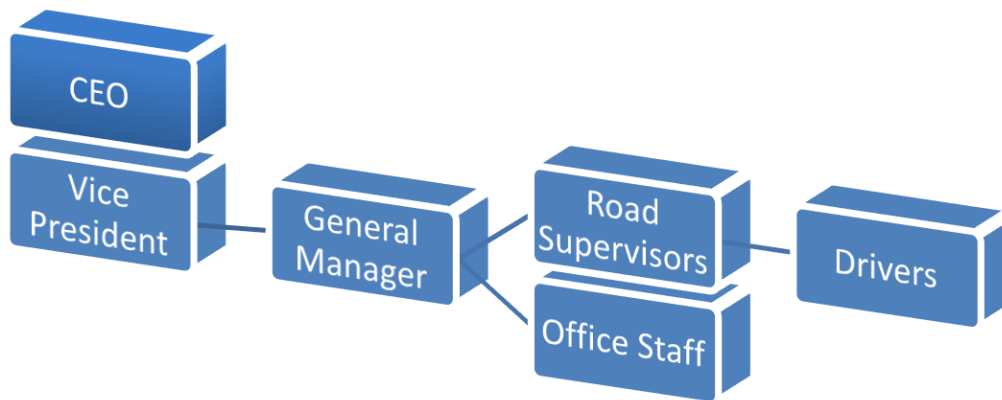 CEO
Vice
President
General
Manager
Road
Supervisors
Office Staff
Drivers